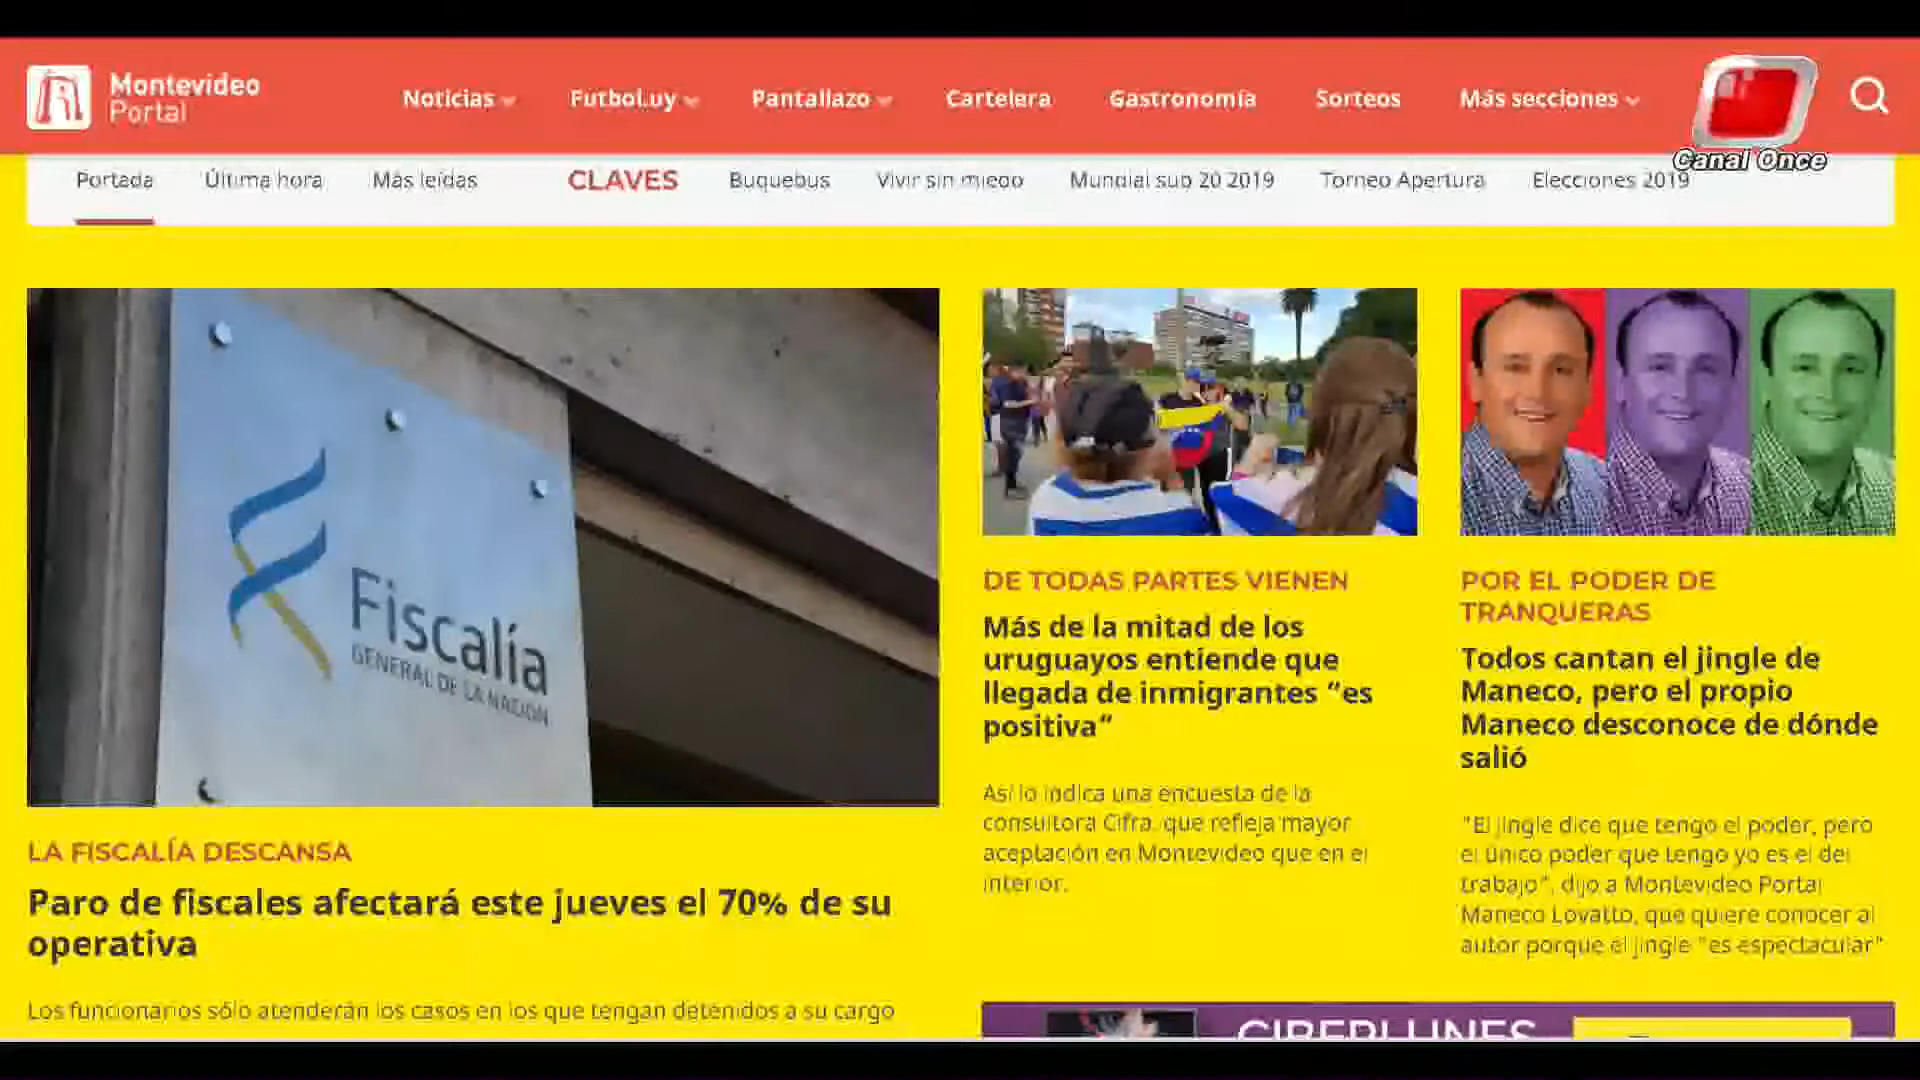 Montevideo
Portal
Noticias
Futbol.uy
Pantallazo
Cartelera
Gastronomía
Sorteos
Más secciones
Canal Once
Portada
Última hora
Más leídas
CLAVES
Buquebus
Vivir sin miedo
Mundial sub 20 2019
Torneo Apertura
Elecciones 2019
Fiscalía
GENERAL DE LA NACIÓN
LA FISCALÍA DESCANSA
Paro de fiscales afectará este jueves el 70% de su
operativa
Los funcionarios sólo atenderán los casos en los que tengan detenidos a su cargo
DE TODAS PARTES VIENEN
Más de la mitad de los
uruguayos entiende que
llegada de inmigrantes “es
positiva”
Así lo indica una encuesta de la
consultora Cifra, que refleja mayor
aceptación en Montevideo que en el
interior.
POR EL PODER DE
TRANQUERAS
Todos cantan el jingle de
Maneco, pero el propio
Maneco desconoce de dónde
salió
"El jingle dice que tengo el poder, pero
el único poder que tengo yo es el del
trabajo", dijo a Montevideo Portal
Maneco Lovatto, que quiere conocer al
autor porque el jingle "es espectacular"
CIBERLUNES